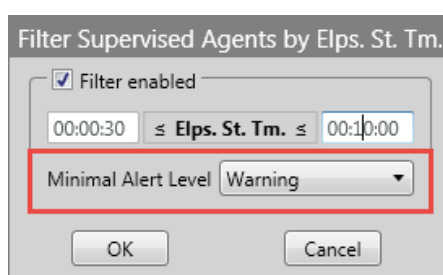 Filter Supervised Agents by Elps. St. Tm.
Filter enabled
00:00:30 ≤ Elps. St. Tm. ≤ 00:10:00
Minimal Alert Level Warning
OK Cancel